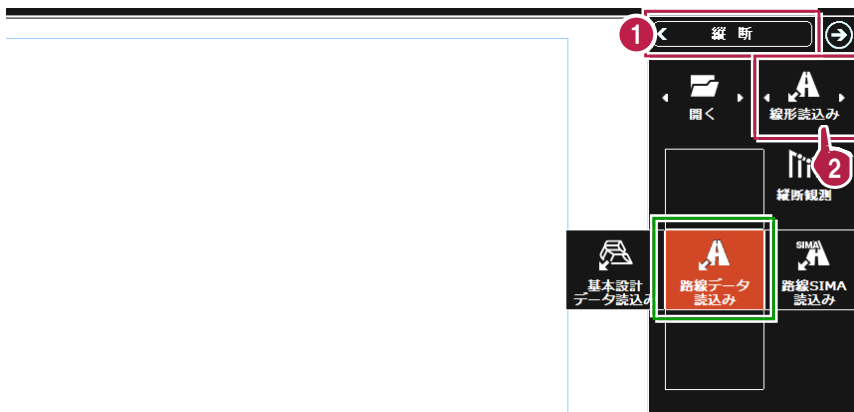 1
縦 断
開く
線形読込み
2
縦断観測
基本設計
データ読込み
路線データ
読込み
SIMA
路線SIMA
読込み